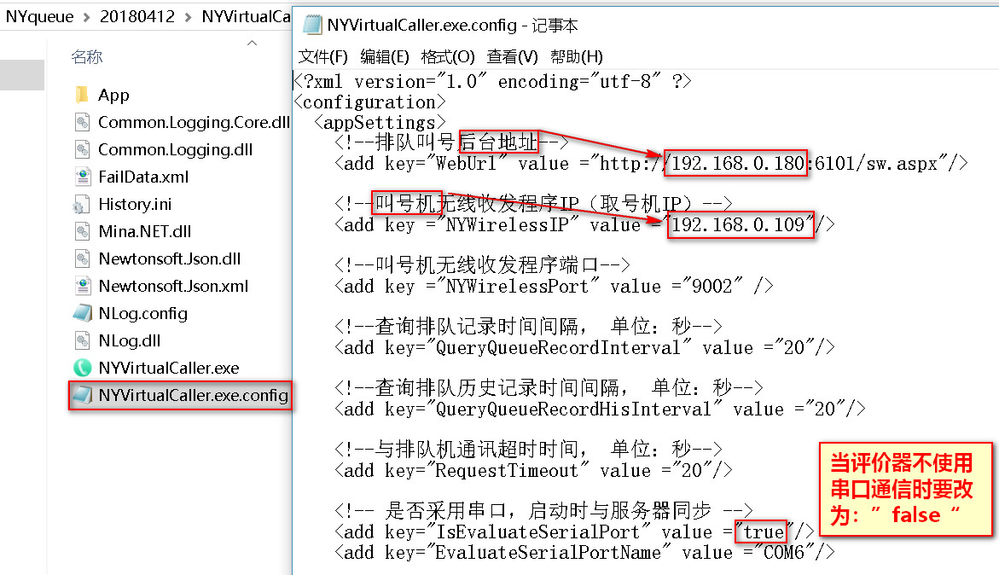 NYqueue > 20180412 > NYVirtualCa
名称
App
Common.Logging.Core.dll
Common.Logging.dll
FailData.xml
History.ini
Mina.NET.dll
Newtonsoft.Json.dll
Newtonsoft.Json.xml
NLog.config
NLog.dll
NYVirtualCaller.exe
NYVirtualCaller.exe.config
NYVirtualCaller.exe.config - 记事本
文件(F) 编辑(E) 格式(O) 查看(V) 帮助(H)
<?xml version="1.0" encoding="utf-8" ?>
<configuration>
<appSettings>
<!--排队叫号后台地址-->
<add key="WebUrl" value ="http://192.168.0.180:6101/sw.aspx"/>
<!--叫号机无线收发程序IP（取号机IP）-->
<add key ="NYWirelessIP" value ="192.168.0.109"/>
<!--叫号机无线收发程序端口-->
<add key ="NYWirelessPort" value ="9002" />
<!--查询排队记录时间间隔， 单位：秒-->
<add key="QueryQueueRecordInterval" value ="20"/>
<!--查询排队历史记录时间间隔， 单位：秒-->
<add key="QueryQueueRecordHisInterval" value ="20"/>
<!--与排队机通讯超时时间， 单位：秒-->
<add key="RequestTimeout" value ="20"/>
<!-- 是否采用串口，启动时与服务器同步 -->
<add key="IsEvaluateSerialPort" value ="true"/>
<add key="EvaluateSerialPortName" value ="COM6"/>
当评价器不使用
串口通信时要改
为：”false“